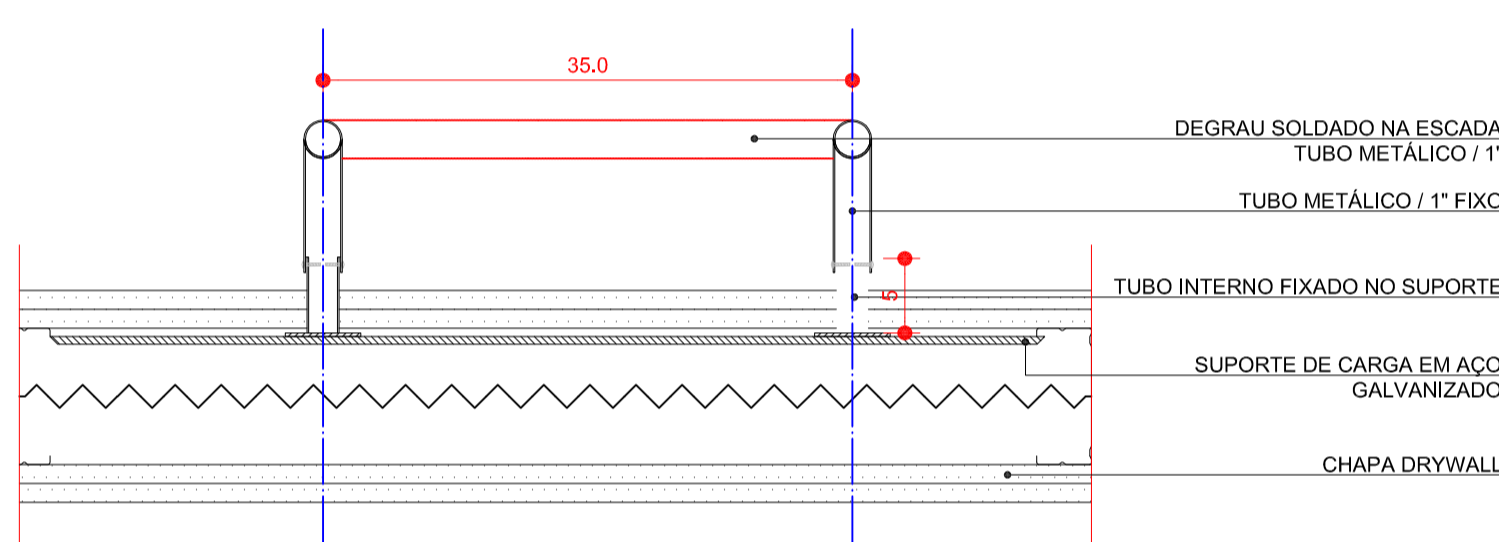 35.0
DEGRAU SOLDADO NA ESCADA
TUBO METÁLICO / 1"
TUBO METÁLICO / 1" FIXO
5
TUBO INTERNO FIXADO NO SUPORTE
SUPORTE DE CARGA EM AÇO
GALVANIZADO
CHAPA DRYWALL